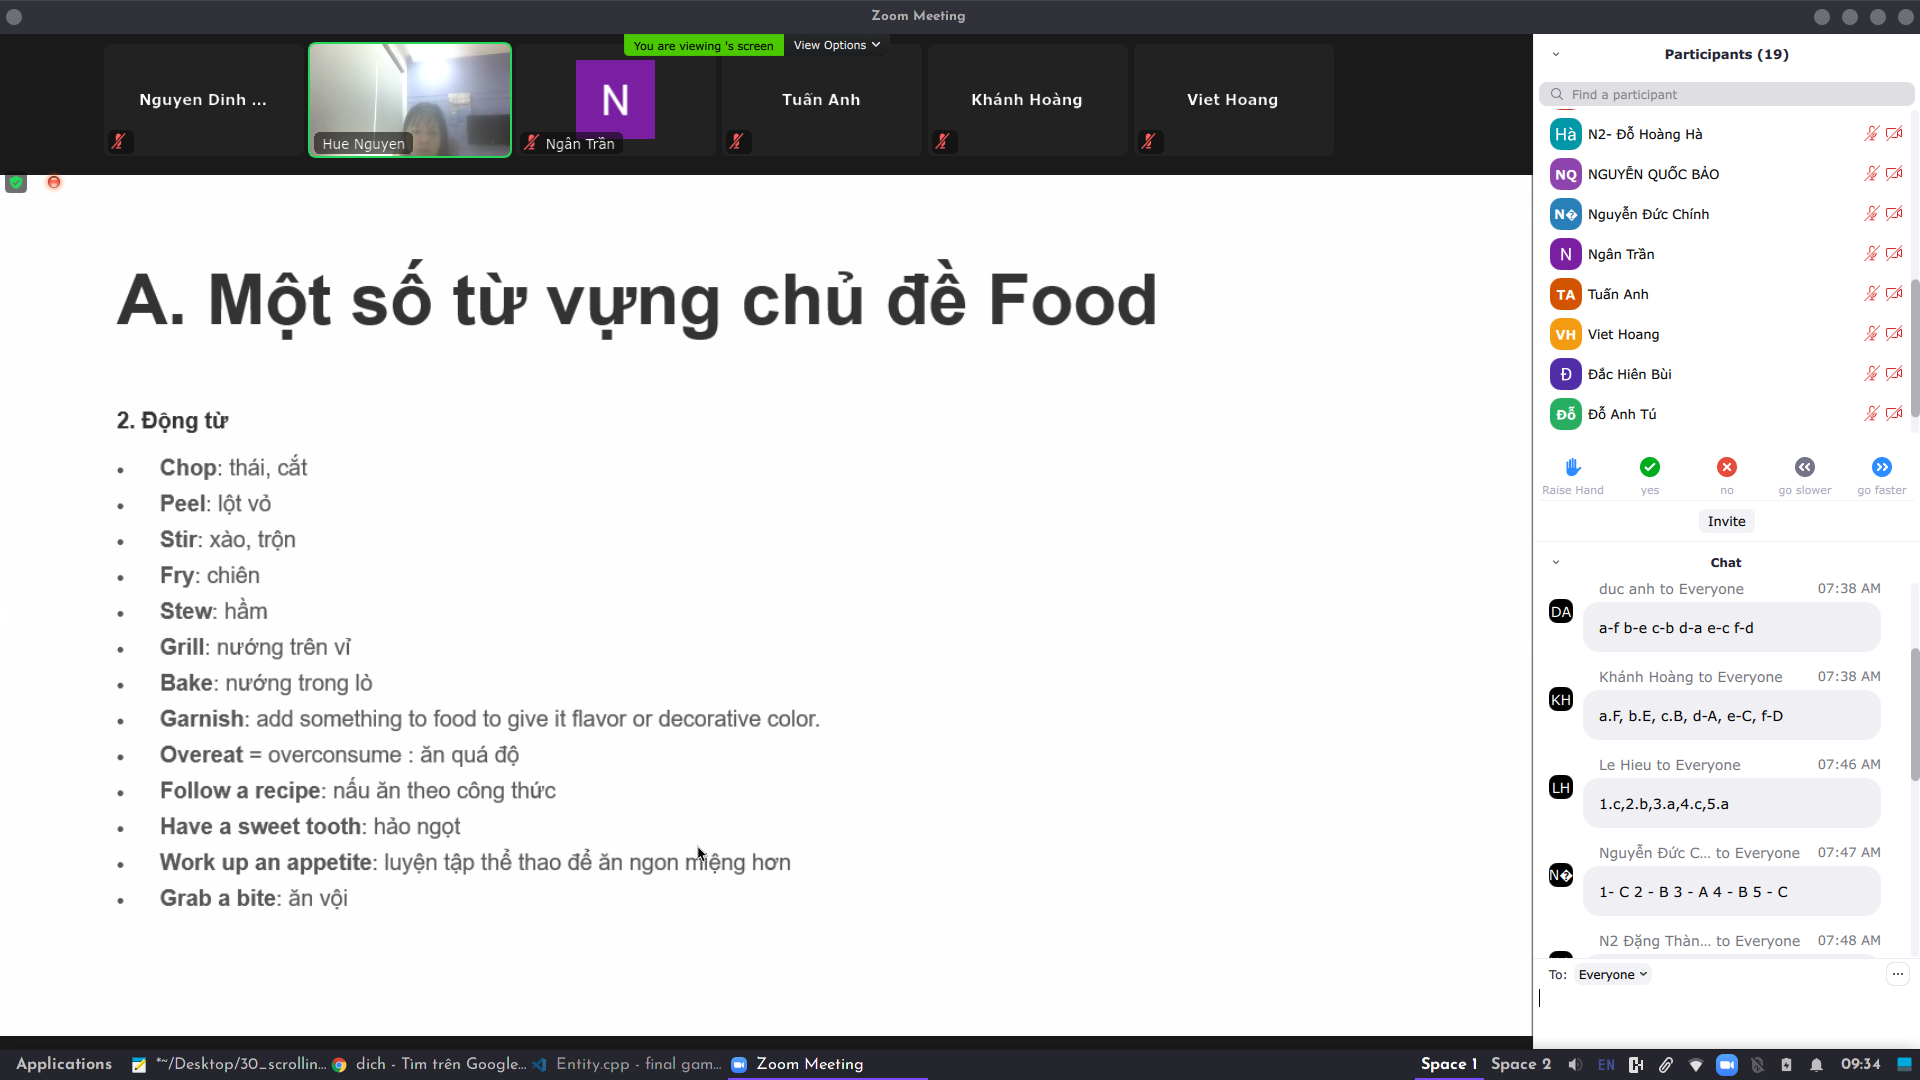 Zoom Meeting
You are viewing 's screen
View Options
Nguyen Dinh ...
Hue Nguyen
N
Ngân Trần
Tuấn Anh
Khánh Hoàng
Viet Hoang
A. Một số từ vựng chủ đề Food
2. Động từ
• Chop: thái, cắt
• Peel: lột vỏ
• Stir: xào, trộn
• Fry: chiên
• Stew: hầm
• Grill: nướng trên vỉ
• Bake: nướng trong lò
• Garnish: add something to food to give it flavor or decorative color.
• Overeat = overconsume : ăn quá độ
• Follow a recipe: nấu ăn theo công thức
• Have a sweet tooth: hảo ngọt
• Work up an appetite: luyện tập thể thao để ăn ngon miệng hơn
• Grab a bite: ăn vội
Participants (19)
Find a participant
Hà N2- Đỗ Hoàng Hà
NQ NGUYỄN QUỐC BẢO
N� Nguyễn Đức Chính
N Ngân Trần
TA Tuấn Anh
VH Viet Hoang
Đ Đắc Hiên Bùi
Đỗ Đỗ Anh Tú
Raise Hand yes no go slower go faster
Invite
Chat
duc anh to Everyone 07:38 AM
DA a-f b-e c-b d-a e-c f-d
Khánh Hoàng to Everyone 07:38 AM
KH a.F, b.E, c.B, d-A, e-C, f-D
Le Hieu to Everyone 07:46 AM
LH 1.c,2.b,3.a,4.c,5.a
Nguyễn Đức C... to Everyone 07:47 AM
N� 1- C 2 - B 3 - A 4 - B 5 - C
N2 Đặng Thàn... to Everyone 07:48 AM
To: Everyone
...
Applications *~/Desktop/30_scrollin... dich - Tìm trên Google... Entity.cpp - final gam... Zoom Meeting Space 1 Space 2 EN 09:34